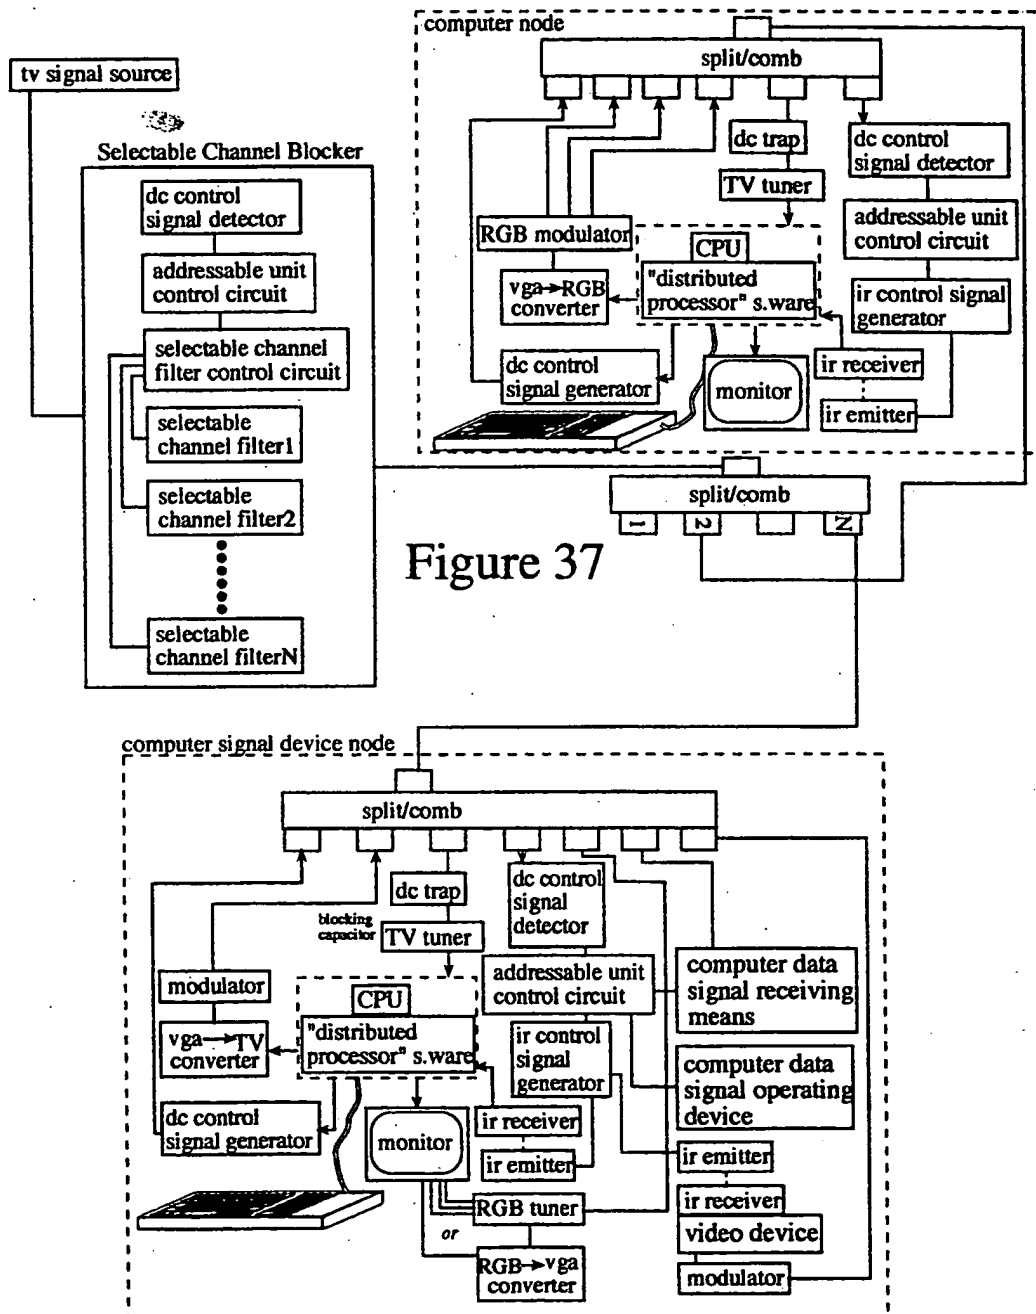 computer node
split/comb
tv signal source
dc trap
dc control
signal detector
Selectable Channel Blocker
TV tuner
dc control
signal detector
addressable unit
control circuit
RGB modulator
CPU
addressable unit
control circuit
vga→RGB
converter
"distributed
processor" s.ware
ir control signal
generator
selectable channel
filter control circuit
dc control
signal generator
monitor
ir receiver
ir emitter
selectable
channel filter1
split/comb
1
2
N
selectable
channel filter2
Figure 37
selectable
channel filterN
computer signal device node
split/comb
dc trap
dc control
signal
detector
blocking
capacitor
TV tuner
modulator
CPU
addressable unit
control circuit
computer data
signal receiving
means
vga→TV
converter
"distributed
processor" s.ware
ir control
signal
generator
computer data
signal operating
device
dc control
signal generator
monitor
ir receiver
ir emitter
ir emitter
ir receiver
RGB tuner
video device
or
RGB→vga
converter
modulator